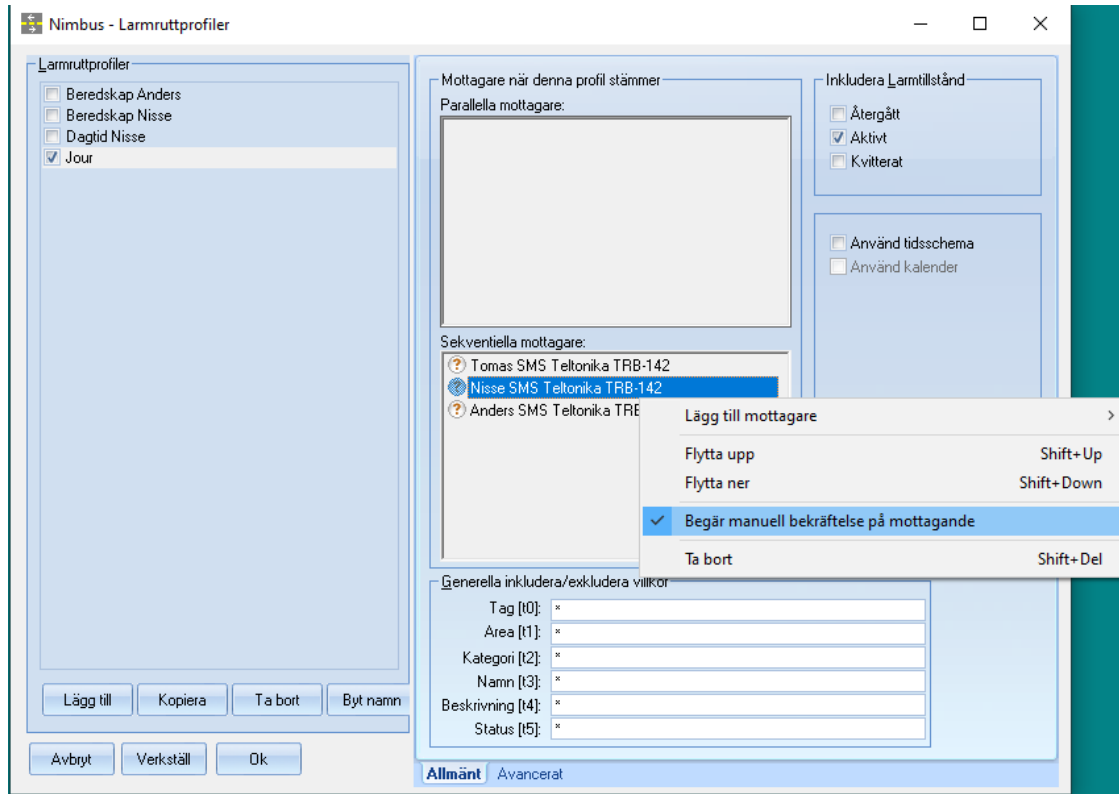 Nimbus - Larmruttprofiler
Larmruttprofiler
Beredskap Anders
Beredskap Nisse
Dagtid Nisse
Jour
Lägg till
Kopiera
Ta bort
Byt namn
Avbryt
Verkställ
Ok
Mottagare när denna profil stämmer
Parallella mottagare:
Sekventiella mottagare:
Tomas SMS Teltonika TRB-142
Nisse SMS Teltonika TRB-142
Anders SMS Teltonika
Inkludera Larmtillstånd
Återgått
Aktivt
Kvitterat
Använd tidsschema
Använd kalender
Lägg till mottagare
Flytta upp Shift+Up
Flytta ner Shift+Down
Begär manuell bekräftelse på mottagande
Ta bort Shift+Del
Generella inkludera/exkludera villkor
Tag [t0]: *
Area [t1]: *
Kategori [t2]: *
Namn [t3]: *
Beskrivning [t4]: *
Status [t5]: *
Allmänt Avancerat